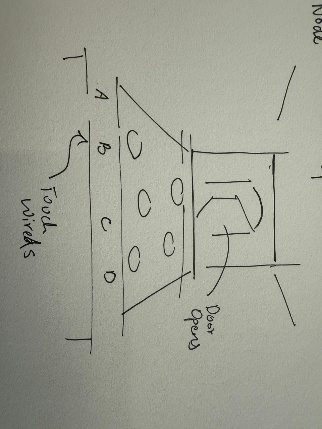 Node
A
B
C
D
Door
Opens
Touch
Wireds